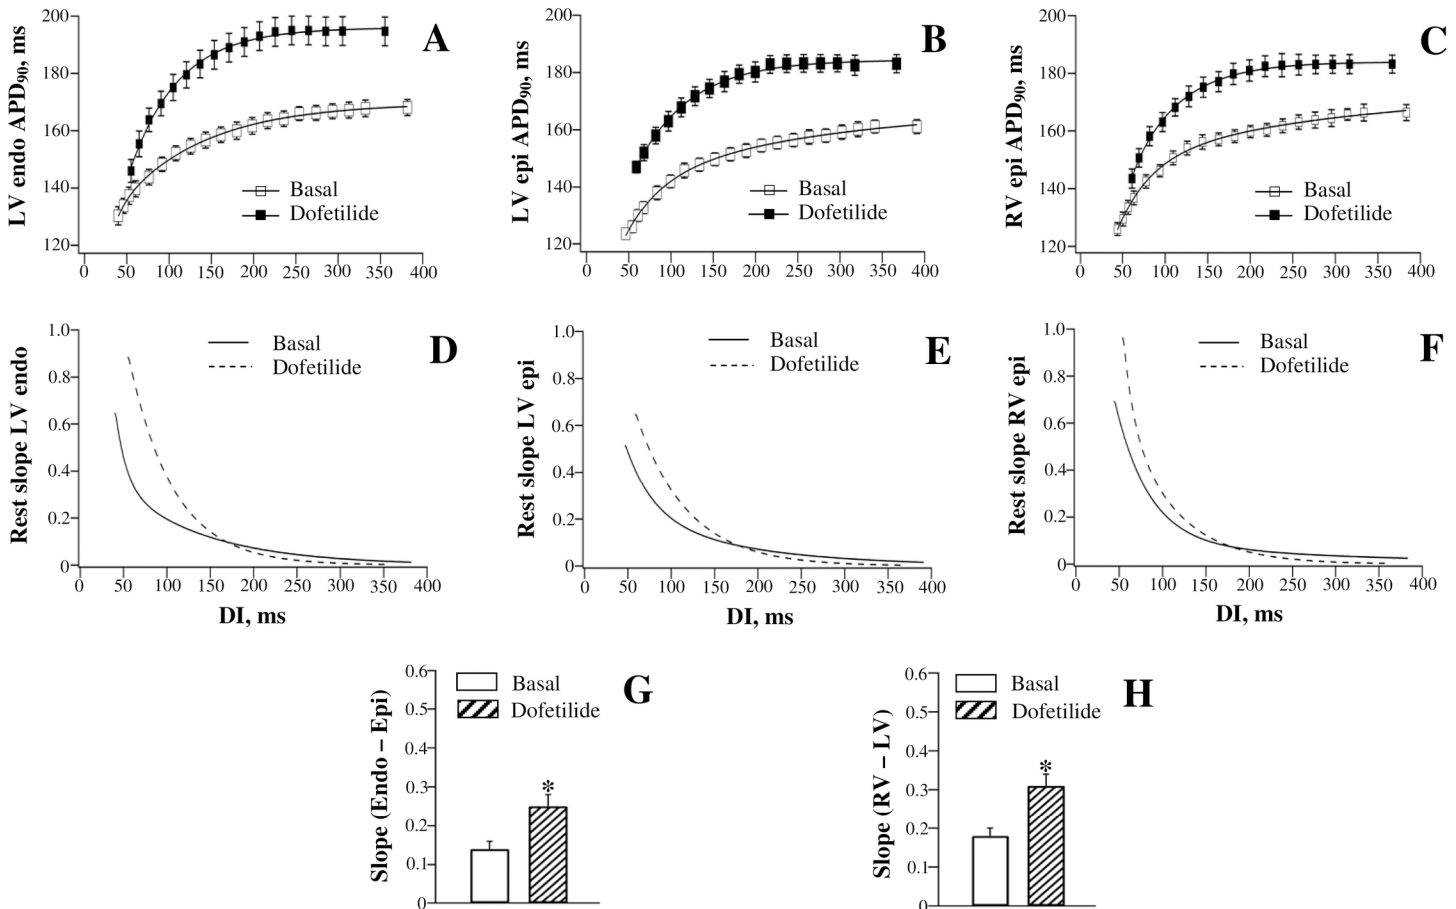 LV endo APD90, ms
200
180
160
140
120
0 50 100 150 200 250 300 350 400
Basal
Dofetilide
A
LV epi APD90, ms
200
180
160
140
120
0 50 100 150 200 250 300 350 400
Basal
Dofetilide
B
RV epi APD90, ms
200
180
160
140
120
0 50 100 150 200 250 300 350 400
Basal
Dofetilide
C
Rest slope LV endo
1.0
0.8
0.6
0.4
0.2
0
0 50 100 150 200 250 300 350 400
DI, ms
Basal
Dofetilide
D
Rest slope LV epi
1.0
0.8
0.6
0.4
0.2
0
0 50 100 150 200 250 300 350 400
DI, ms
Basal
Dofetilide
E
Rest slope RV epi
1.0
0.8
0.6
0.4
0.2
0
0 50 100 150 200 250 300 350 400
DI, ms
Basal
Dofetilide
F
Slope (Endo – Epi)
0.6
0.5
0.4
0.3
0.2
0.1
0
Basal
Dofetilide
*
G
Slope (RV – LV)
0.6
0.5
0.4
0.3
0.2
0.1
0
Basal
Dofetilide
*
H